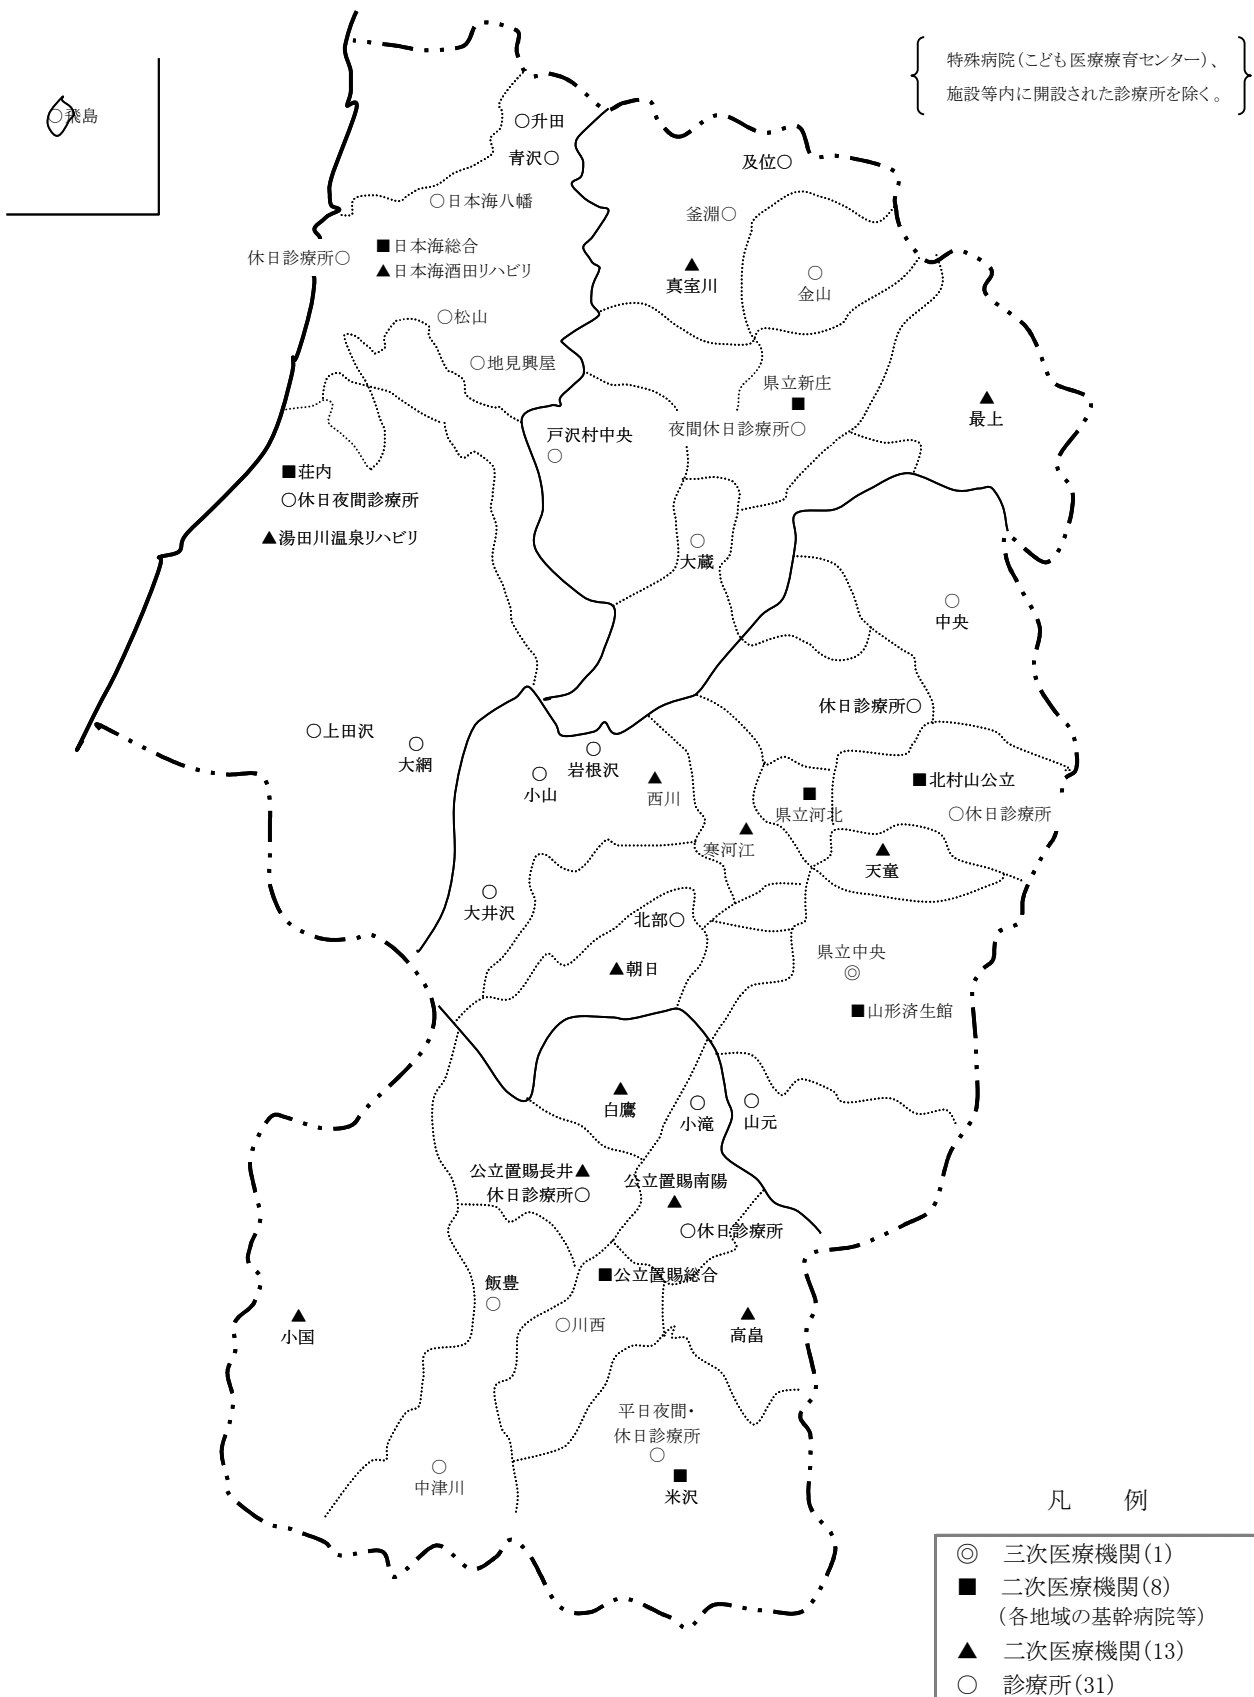 特殊病院(こども医療療育センター)、
施設等内に開設された診療所を除く。
○飛島
○升田
青沢○
及位○
○日本海八幡
釜淵○
■日本海総合
休日診療所○
▲日本海酒田リハビリ
▲
真室川
○
金山
○松山
○地見興屋
県立新庄
■
▲
最上
夜間休日診療所○
戸沢村中央
○
■荘内
○休日夜間診療所
▲湯田川温泉リハビリ
○
大蔵
○
中央
休日診療所○
○上田沢
○
大網
○
岩根沢
○
小山
▲
西川
■
県立河北
■北村山公立
○休日診療所
▲
寒河江
▲
天童
○
大井沢
北部○
▲朝日
県立中央
◎
■山形済生館
▲
白鷹
○
小滝
○
山元
公立置賜長井▲
休日診療所○
公立置賜南陽
▲
○休日診療所
■公立置賜総合
飯豊
○
○川西
▲
小国
▲
高畠
平日夜間・
休日診療所
○
■
米沢
○
中津川
凡　例
◎　三次医療機関(1)
■　二次医療機関(8)
(各地域の基幹病院等)
▲　二次医療機関(13)
○　診療所(31)